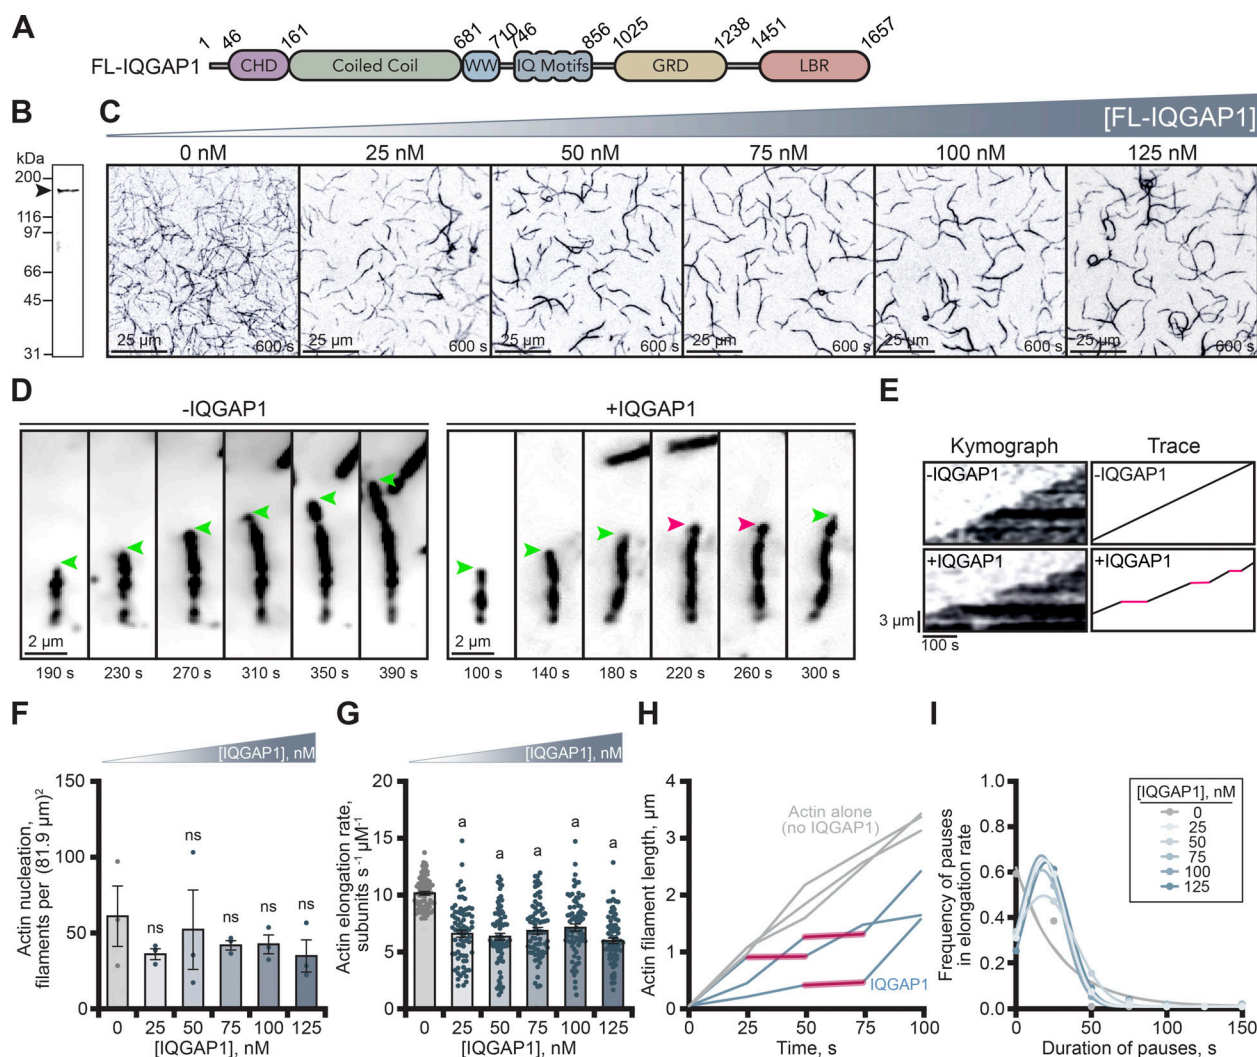 A
1 46 161 681 710 746 856 1025 1238 1451 1657
FL-IQGAP1 CHD Coiled Coil WW IQ Motifs GRD LBR
B
kDa
200
116
97
66
45
31
C
[FL-IQGAP1]
0 nM 25 nM 50 nM 75 nM 100 nM 125 nM
25 µm 600 s 25 µm 600 s 25 µm 600 s 25 µm 600 s 25 µm 600 s 25 µm 600 s
D
-IQGAP1 +IQGAP1
2 µm 2 µm
190 s 230 s 270 s 310 s 350 s 390 s 100 s 140 s 180 s 220 s 260 s 300 s
E
Kymograph Trace
-IQGAP1 -IQGAP1
+IQGAP1 +IQGAP1
3 µm
100 s
F
[IQGAP1], nM
Actin nucleation,
filaments per (81.9 µm)²
150
100
50
0
ns ns ns ns ns
0 25 50 75 100 125
[IQGAP1], nM
G
[IQGAP1], nM
Actin elongation rate,
subunits s⁻¹ µM⁻¹
20
15
10
5
0
a a a a a
0 25 50 75 100 125
[IQGAP1], nM
H
Actin filament length, µm
4
3
2
1
0
Actin alone
(no IQGAP1)
IQGAP1
0 25 50 75 100
Time, s
I
Frequency of pauses
in elongation rate
1.0
0.8
0.6
0.4
0.2
0.0
[IQGAP1], nM
0
25
50
75
100
125
0 50 100 150
Duration of pauses, s